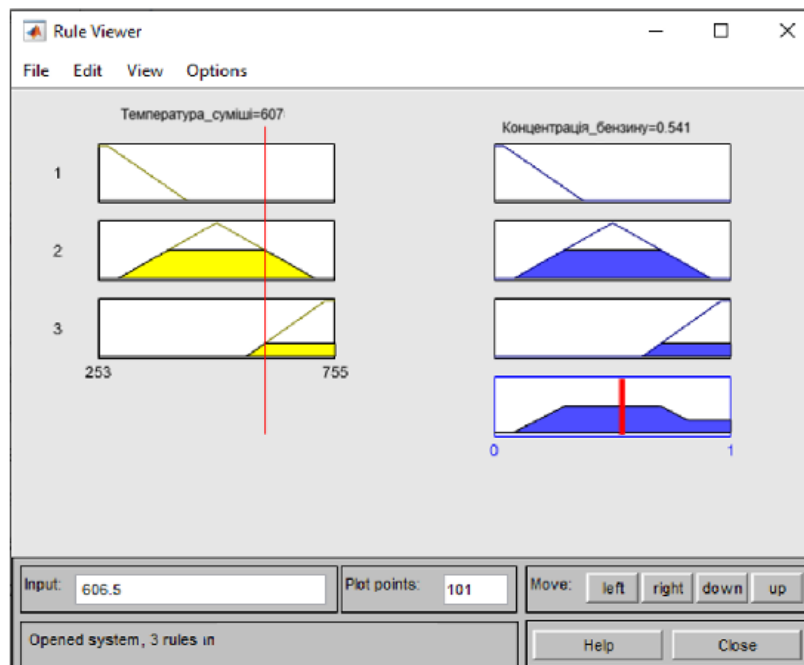 Rule Viewer
File Edit View Options
Температура_суміші=607
Концентрація_бензину=0.541
1
2
3
253 755
0 1
Input: 606.5 Plot points: 101 Move: left right down up
Opened system, 3 rules in
Help Close